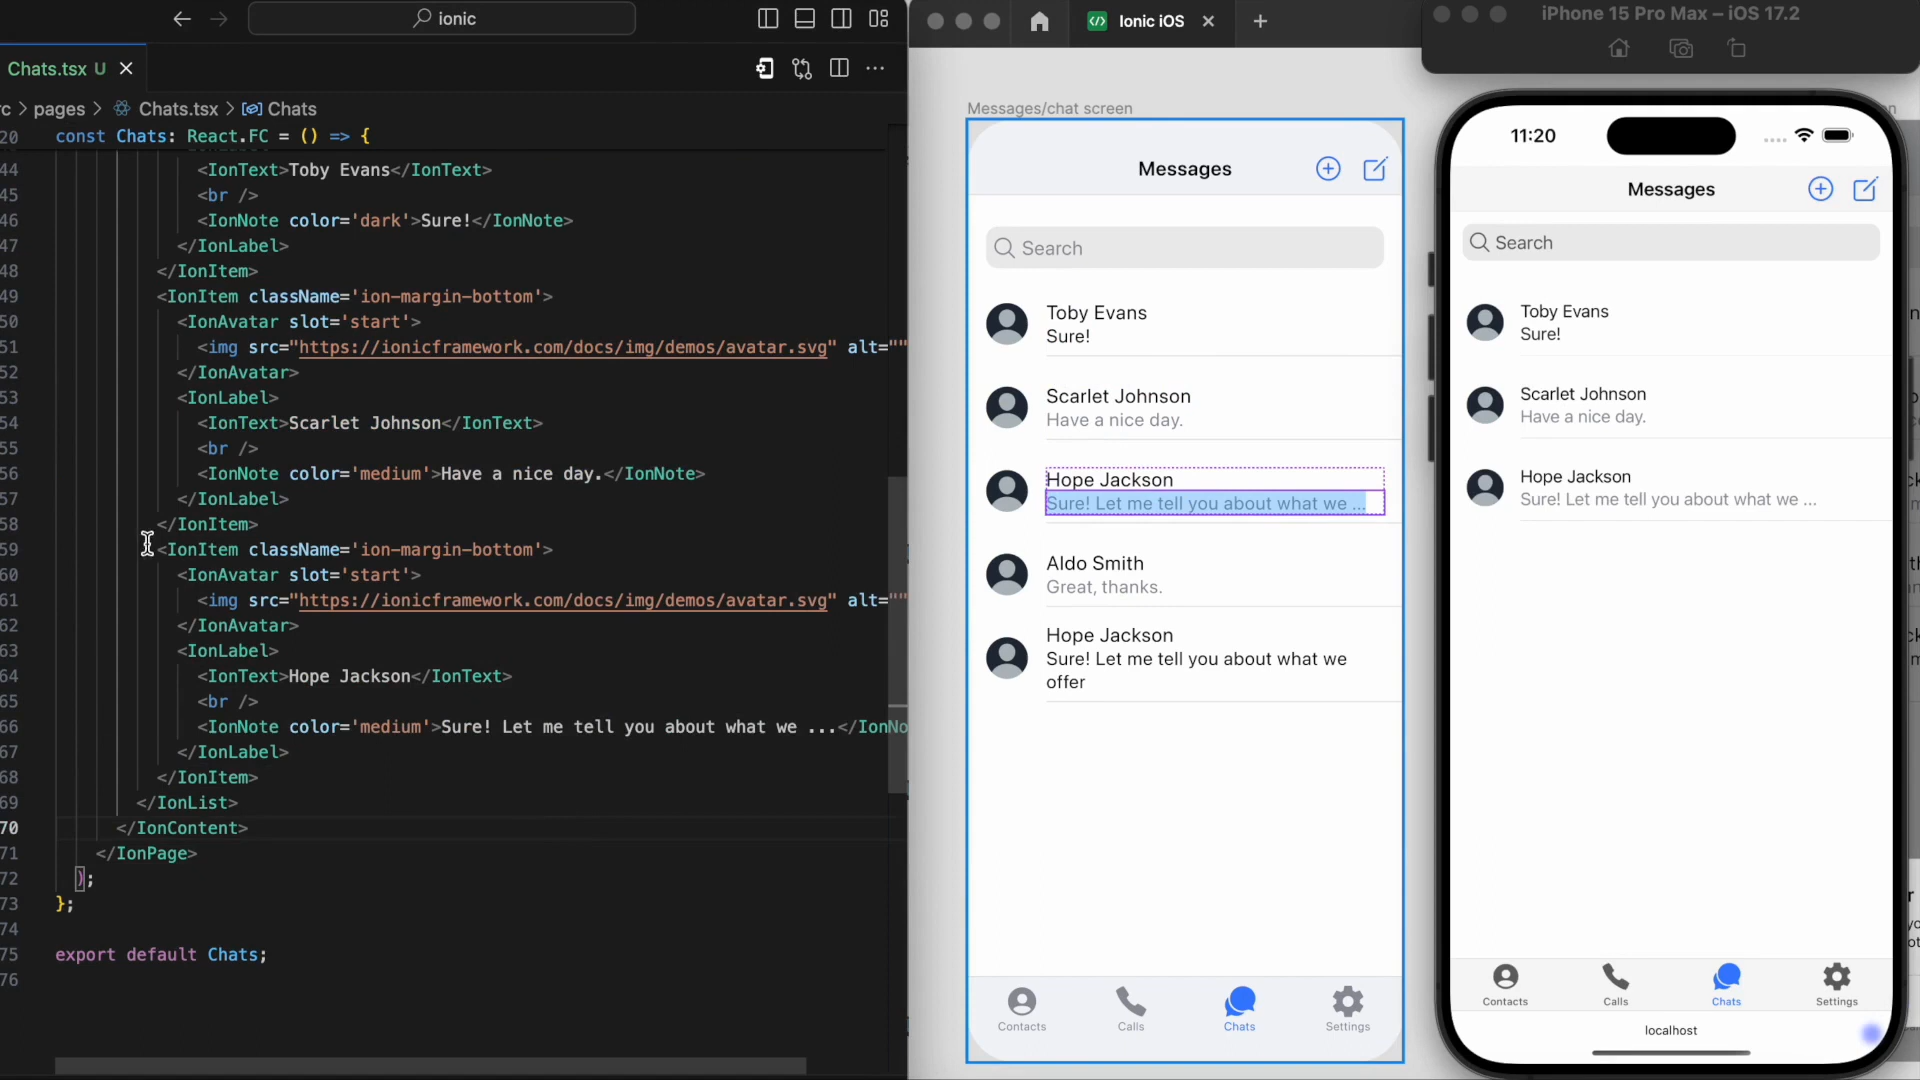 ionic
Chats.tsx U
rc > pages > Chats.tsx > Chats
20 const Chats: React.FC = () => {
44 <IonText>Toby Evans</IonText>
45 <br />
46 <IonNote color='dark'>Sure!</IonNote>
47 </IonLabel>
48 </IonItem>
49 <IonItem className='ion-margin-bottom'>
50 <IonAvatar slot='start'>
51 <img src="https://ionicframework.com/docs/img/demos/avatar.svg" alt=""
52 </IonAvatar>
53 <IonLabel>
54 <IonText>Scarlet Johnson</IonText>
55 <br />
56 <IonNote color='medium'>Have a nice day.</IonNote>
57 </IonLabel>
58 </IonItem>
59 <IonItem className='ion-margin-bottom'>
60 <IonAvatar slot='start'>
61 <img src="https://ionicframework.com/docs/img/demos/avatar.svg" alt=""
62 </IonAvatar>
63 <IonLabel>
64 <IonText>Hope Jackson</IonText>
65 <br />
66 <IonNote color='medium'>Sure! Let me tell you about what we ...</IonNo
67 </IonLabel>
68 </IonItem>
69 </IonList>
70 </IonContent>
71 </IonPage>
72 );
73 };
74
75 export default Chats;
76
Ionic iOS
Messages/chat screen
Messages
Search
Toby Evans
Sure!
Scarlet Johnson
Have a nice day.
Hope Jackson
Sure! Let me tell you about what we ...
Aldo Smith
Great, thanks.
Hope Jackson
Sure! Let me tell you about what we
offer
Contacts
Calls
Chats
Settings
iPhone 15 Pro Max – iOS 17.2
11:20
Messages
Search
Toby Evans
Sure!
Scarlet Johnson
Have a nice day.
Hope Jackson
Sure! Let me tell you about what we ...
Contacts
Calls
Chats
Settings
localhost